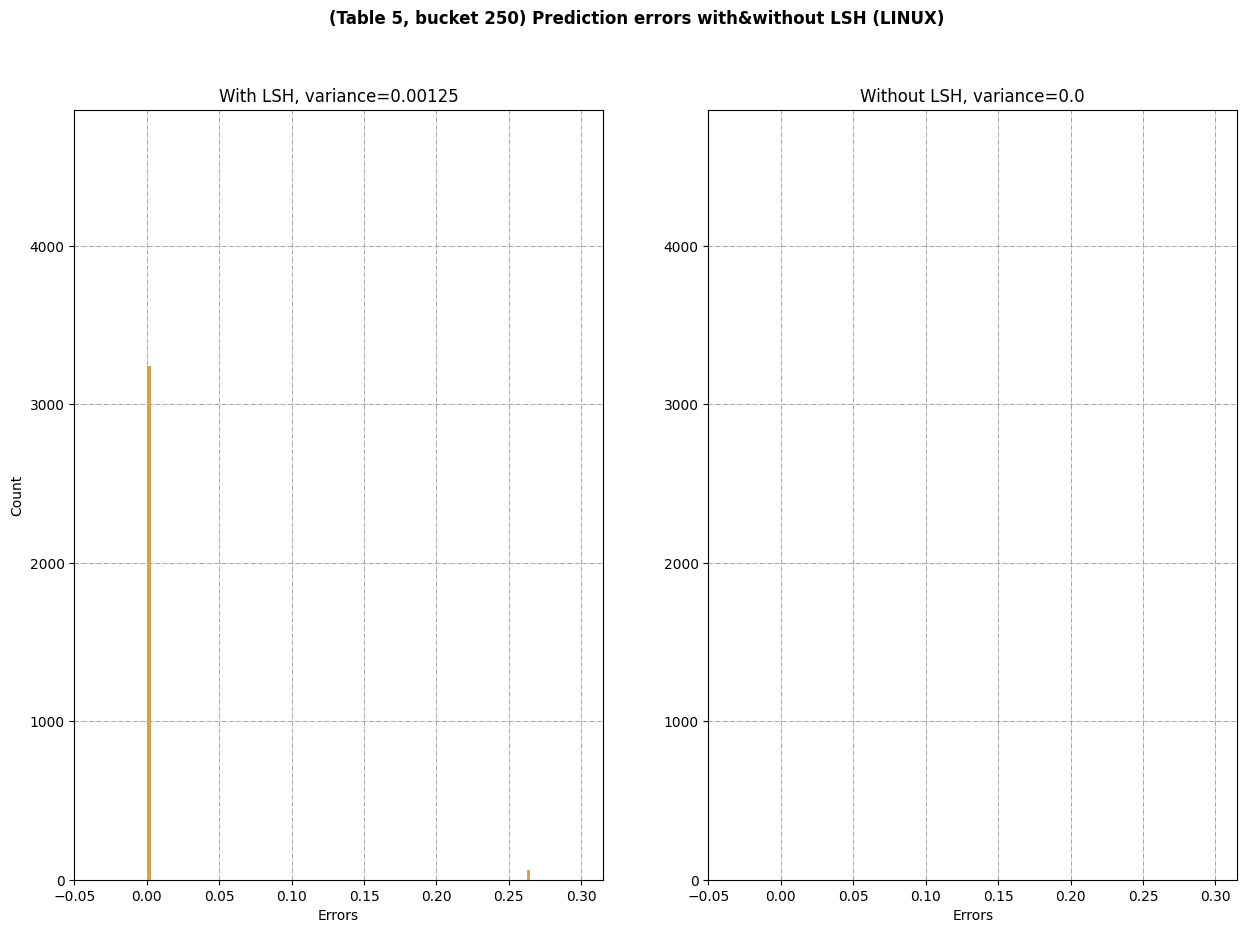 (Table 5, bucket 250) Prediction errors with&without LSH (LINUX)
With LSH, variance=0.00125
4000
3000
2000
1000
0
Count
−0.05 0.00 0.05 0.10 0.15 0.20 0.25 0.30
Errors
Without LSH, variance=0.0
4000
3000
2000
1000
0
−0.05 0.00 0.05 0.10 0.15 0.20 0.25 0.30
Errors